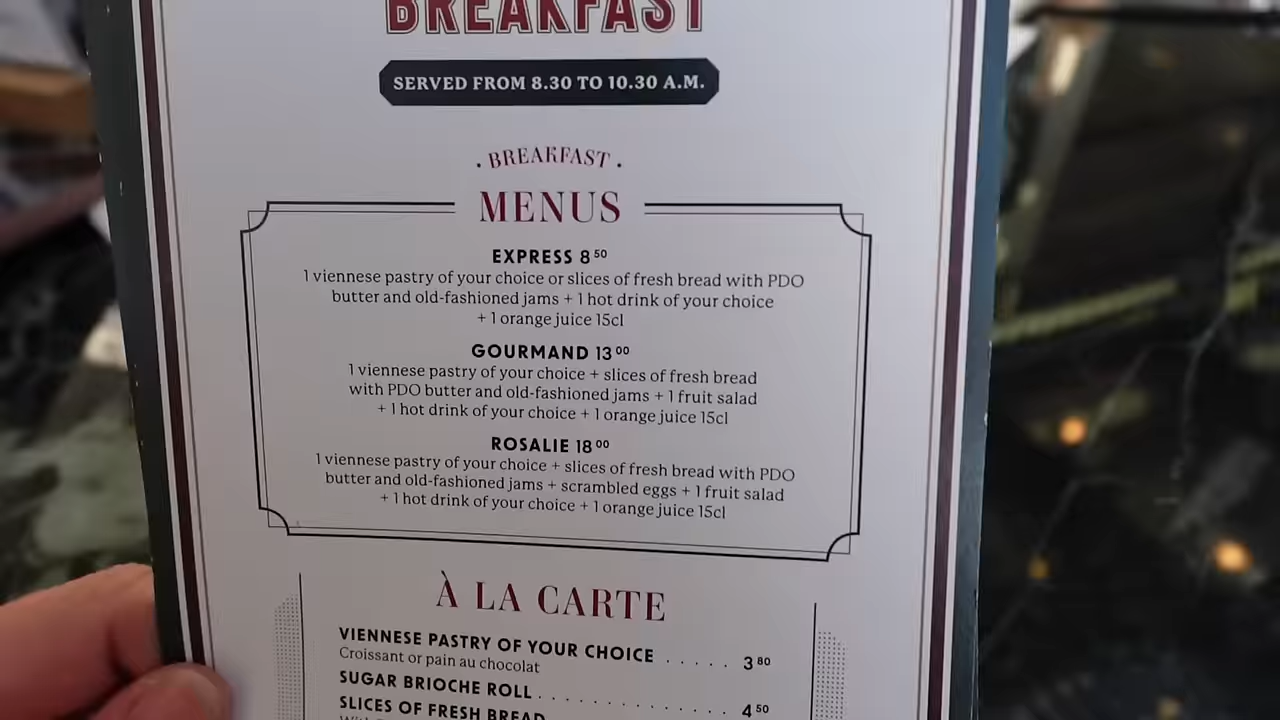 BREAKFAST
SERVED FROM 8.30 TO 10.30 A.M.
· BREAKFAST ·
MENUS
EXPRESS 8 50
1 viennese pastry of your choice or slices of fresh bread with PDO
butter and old-fashioned jams + 1 hot drink of your choice
+ 1 orange juice 15cl
GOURMAND 13 00
1 viennese pastry of your choice + slices of fresh bread
with PDO butter and old-fashioned jams + 1 fruit salad
+ 1 hot drink of your choice + 1 orange juice 15cl
ROSALIE 18 00
1 viennese pastry of your choice + slices of fresh bread with PDO
butter and old-fashioned jams + scrambled eggs + 1 fruit salad
+ 1 hot drink of your choice + 1 orange juice 15cl
À LA CARTE
VIENNESE PASTRY OF YOUR CHOICE . . . . . 3 80
Croissant or pain au chocolat
SUGAR BRIOCHE ROLL . . . . . . . . . . . . . . 4 50
SLICES OF FRESH BREAD